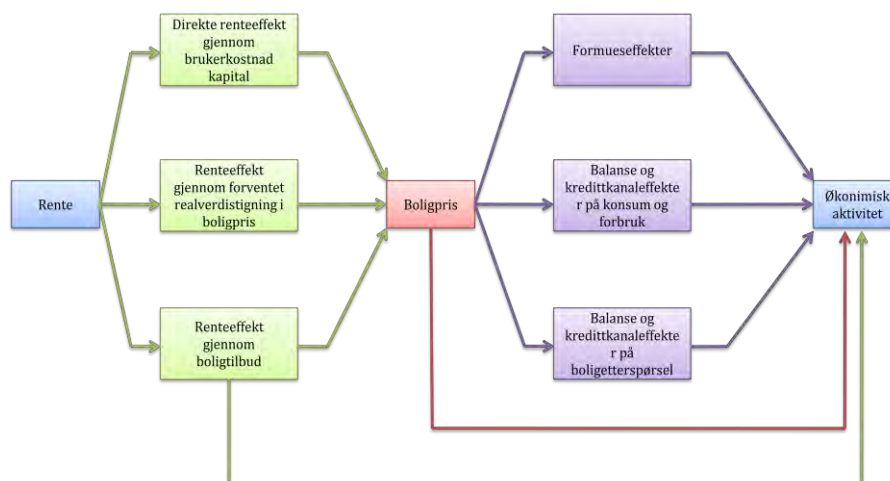 Direkte renteeffekt
gjennom
brukerkostnad
kapital
Formueseffekter
Rente
Renteeffekt
gjennom forventet
realverdistigning i
boligpris
Boligpris
Balanse og
kredittkanaleffekte
r på konsum og
forbruk
Økonimisk
aktivitet
Renteeffekt
gjennom
boligtilbud
Balanse og
kredittkanaleffekte
r på
boligetterspørsel